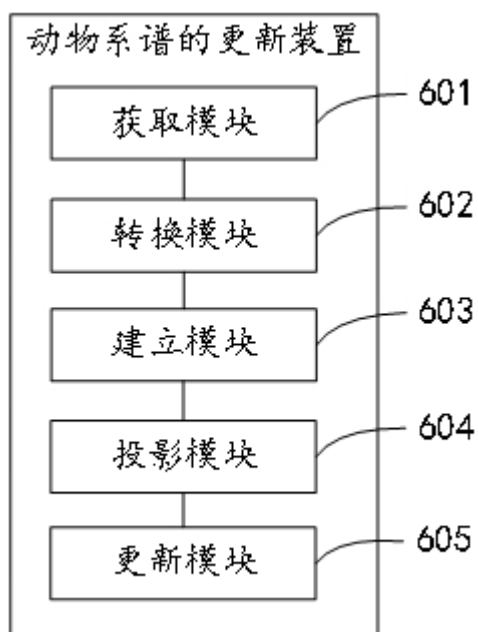 动物系谱的更新装置
获取模块 601
转换模块 602
建立模块 603
投影模块 604
更新模块 605